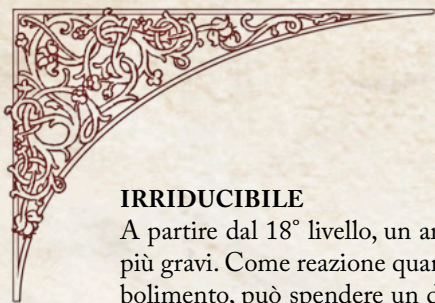 IRRIDUCIBILE
A partire dal 18° livello, un
più gravi. Come reazione
bolimento, può spendere un